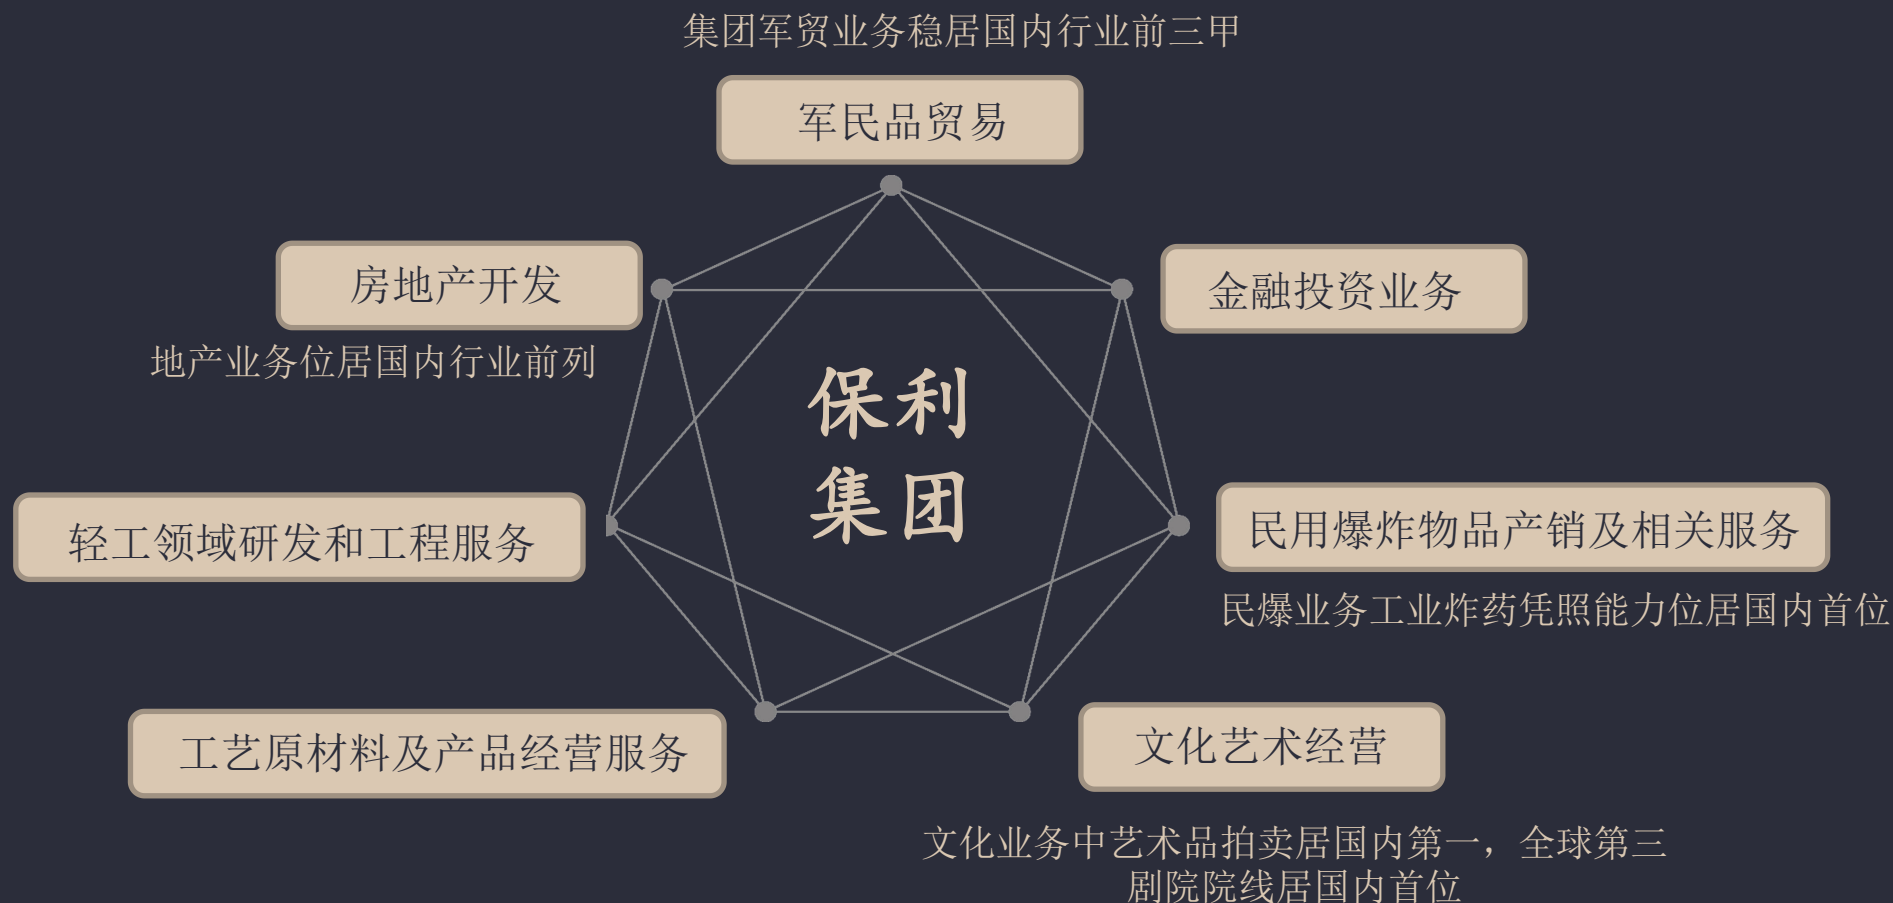 集团军贸业务稳居国内行业前三甲
军民品贸易
房地产开发
金融投资业务
地产业务位居国内行业前列
保利
集团
轻工领域研发和工程服务
民用爆炸物品产销及相关服务
民爆业务工业炸药凭照能力位居国内首位
工艺原材料及产品经营服务
文化艺术经营
文化业务中艺术品拍卖居国内第一，全球第三
剧院院线居国内首位